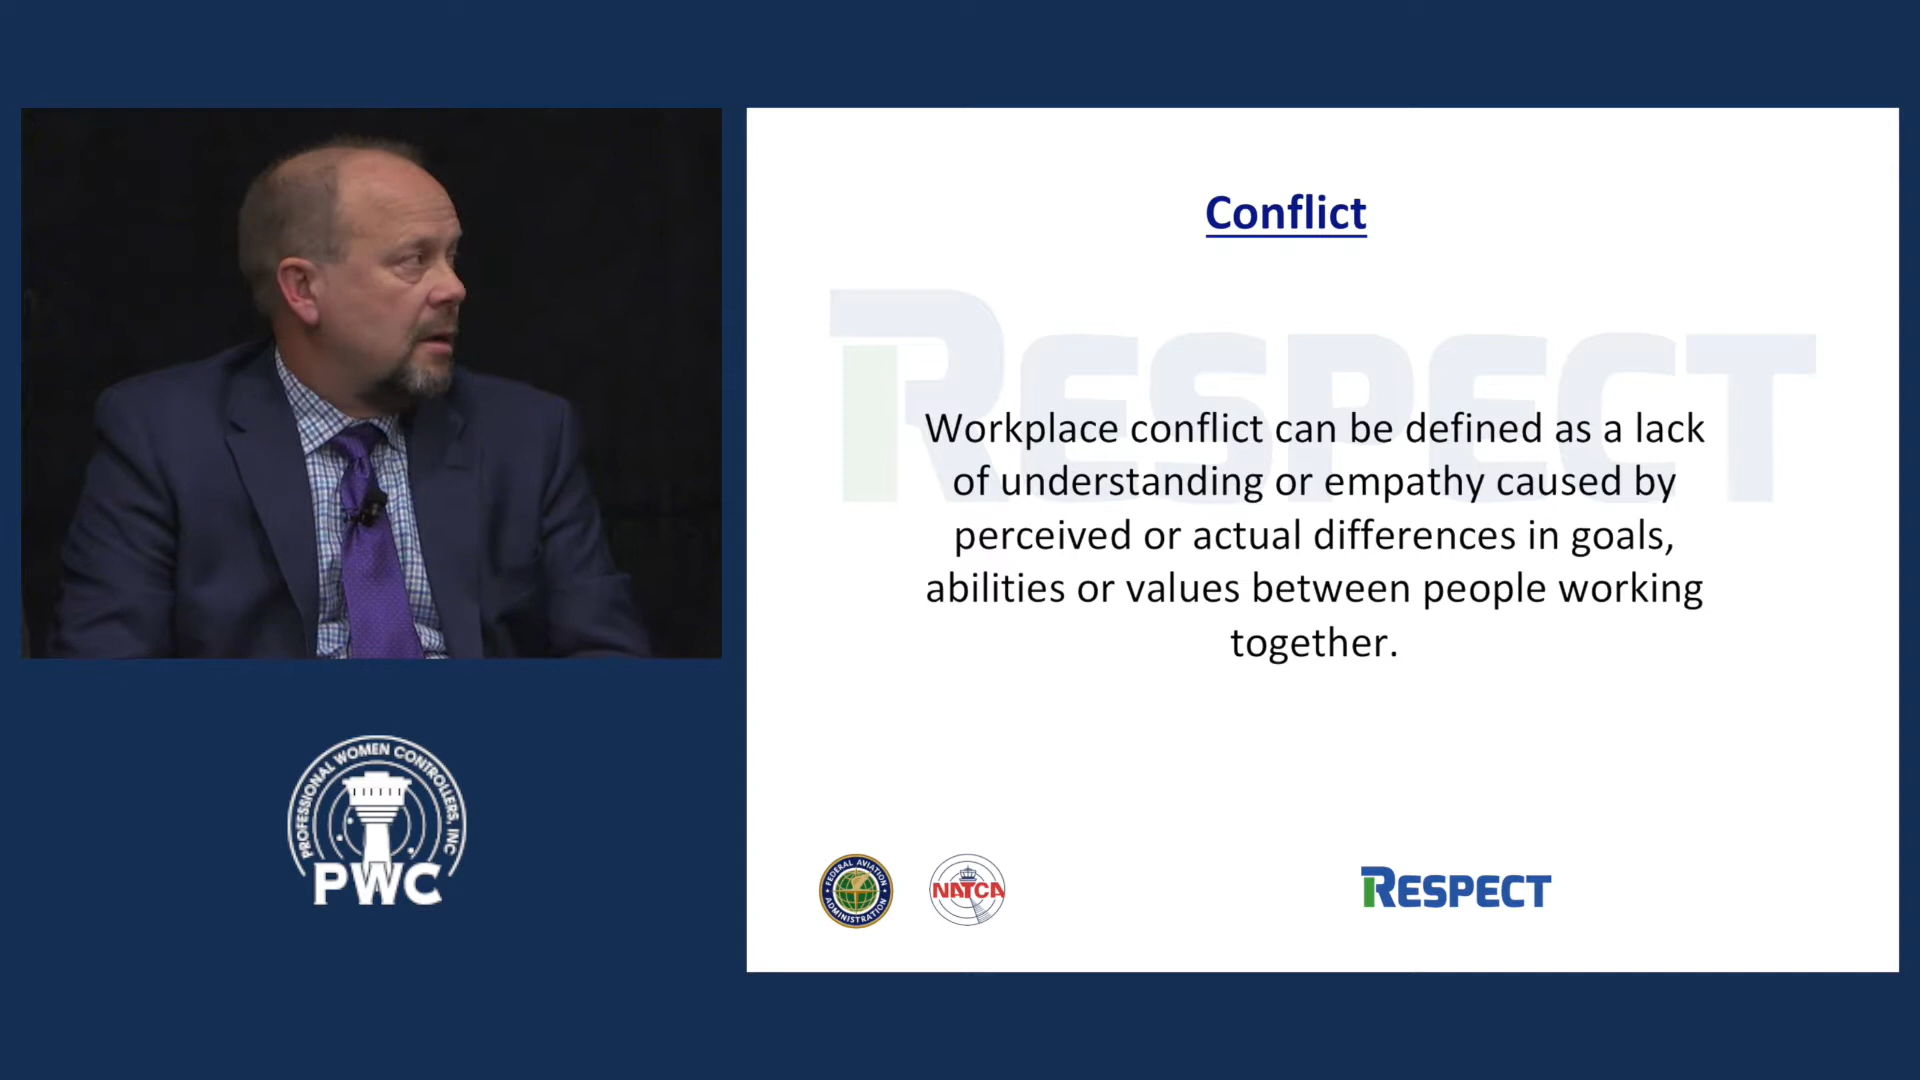 Conflict
RESPECT
Workplace conflict can be defined as a lack
of understanding or empathy caused by
perceived or actual differences in goals,
abilities or values between people working
together.
PROFESSIONAL WOMEN CONTROLLERS, INC
PWC
FEDERAL AVIATION
ADMINISTRATION
NATCA
RESPECT